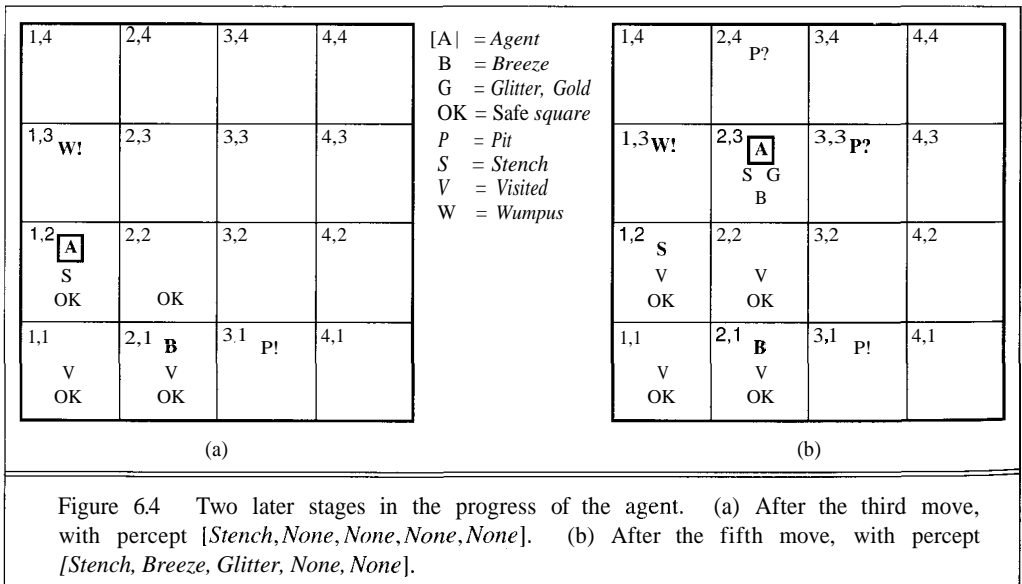 1,4 2,4 3,4 4,4
1,3 W! 2,3 3,3 4,3
1,2 A 2,2 3,2 4,2
S
OK OK
1,1 2,1 B 3,1 P! 4,1
V V
OK OK
(a)
[A| = Agent
B = Breeze
G = Glitter, Gold
OK = Safe square
P = Pit
S = Stench
V = Visited
W = Wumpus
1,4 2,4 3,4 4,4
P?
1,3 W! 2,3 A 3,3 P? 4,3
S G
B
1,2 S 2,2 3,2 4,2
V V
OK OK
1,1 2,1 B 3,1 P! 4,1
V V
OK OK
(b)
Figure 6.4 Two later stages in the progress of the agent. (a) After the third move,
with percept [Stench, None, None, None, None]. (b) After the fifth move, with percept
[Stench, Breeze, Glitter, None, None].